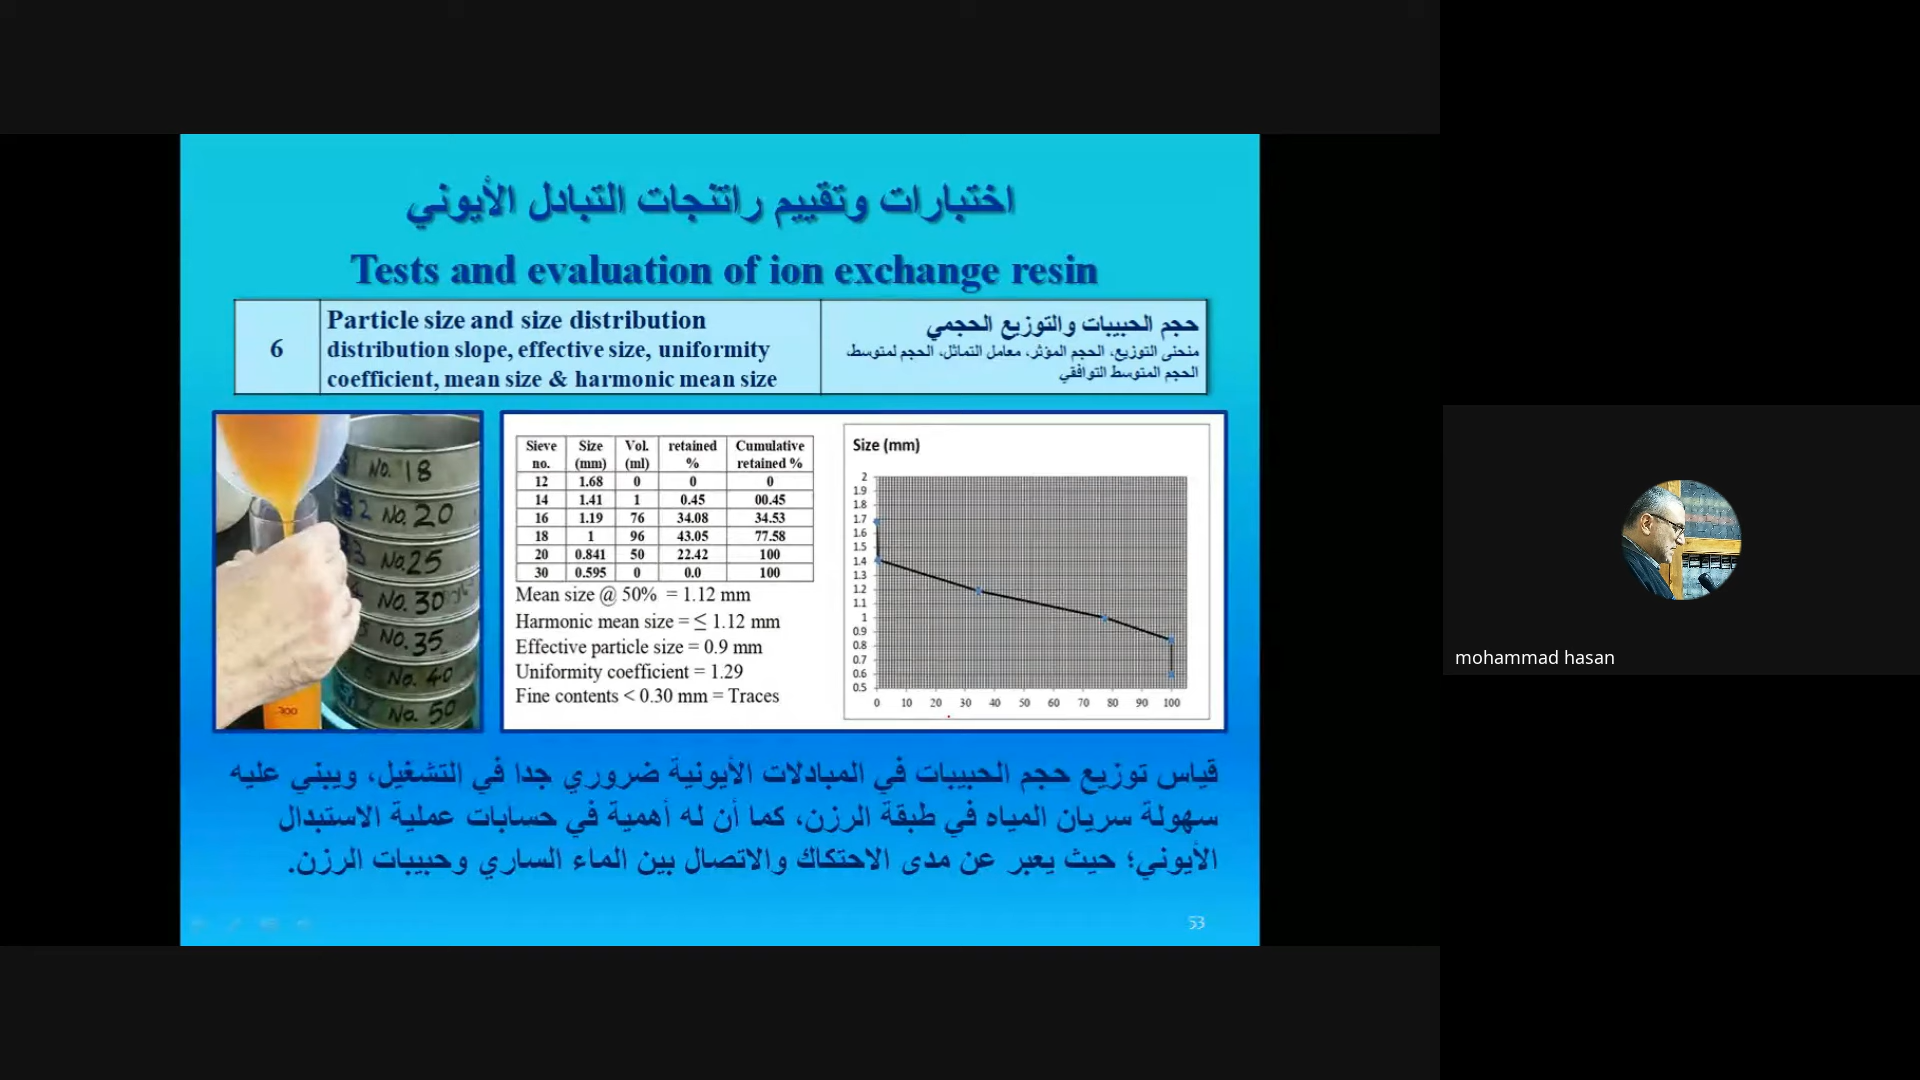 اختبارات وتقييم راتنجات التبادل الأيوني
Tests and evaluation of ion exchange resin
6
Particle size and size distribution
distribution slope, effective size, uniformity
coefficient, mean size & harmonic mean size
حجم الحبيبات والتوزيع الحجمي
منحنى التوزيع، الحجم المؤثر، معامل التماثل، الحجم لمتوسط،
الحجم المتوسط التوافقي
No. 18
2 No. 20
3 No. 25
No. 30
No. 35
No. 40
No. 50
300
Sieve no. Size (mm) Vol. (ml) retained % Cumulative retained %
12 1.68 0 0 0
14 1.41 1 0.45 00.45
16 1.19 76 34.08 34.53
18 1 96 43.05 77.58
20 0.841 50 22.42 100
30 0.595 0 0.0 100
Mean size @ 50% = 1.12 mm
Harmonic mean size = ≤ 1.12 mm
Effective particle size = 0.9 mm
Uniformity coefficient = 1.29
Fine contents < 0.30 mm = Traces
Size (mm)
2
1.9
1.8
1.7
1.6
1.5
1.4
1.3
1.2
1.1
1
0.9
0.8
0.7
0.6
0.5
0 10 20 30 40 50 60 70 80 90 100
قياس توزيع حجم الحبيبات في المبادلات الأيونية ضروري جدا في التشغيل، ويبني عليه
سهولة سريان المياه في طبقة الرزن، كما أن له أهمية في حسابات عملية الاستبدال
الأيوني؛ حيث يعبر عن مدى الاحتكاك والاتصال بين الماء الساري وحبيبات الرزن.
53
mohammad hasan